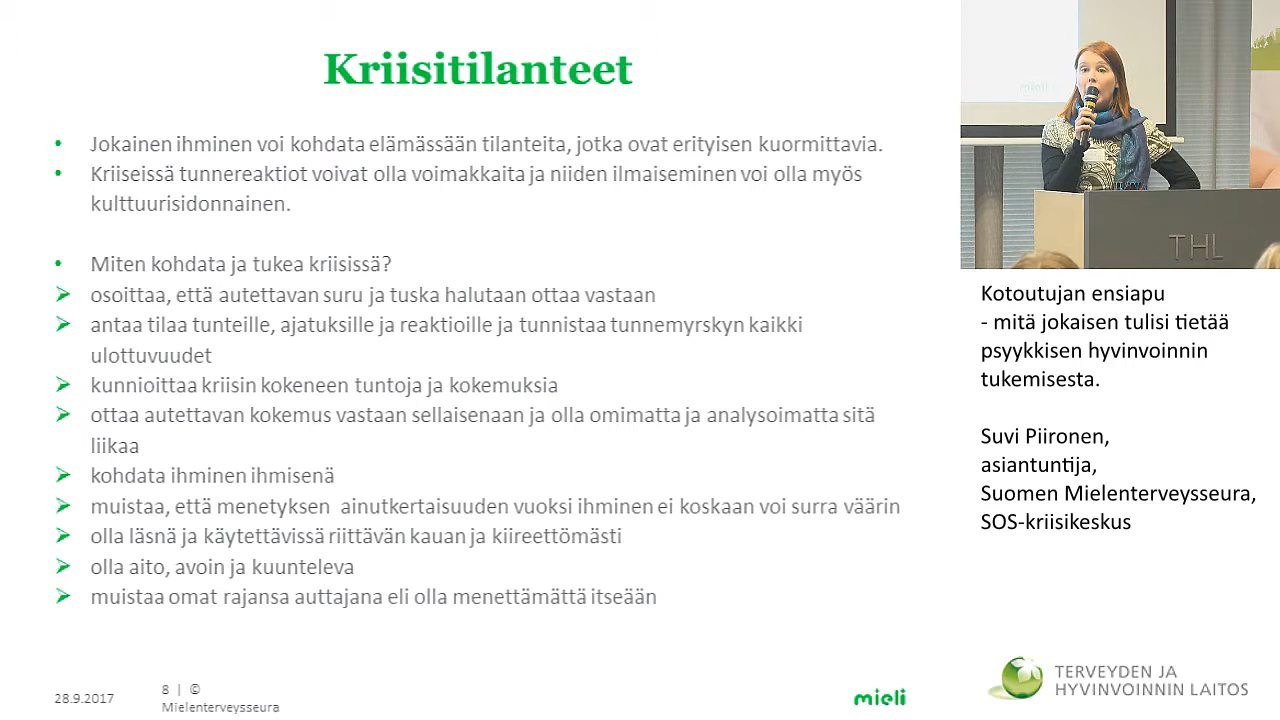 Kriisitilanteet
• Jokainen ihminen voi kohdata elämässään tilanteita, jotka ovat erityisen kuormittavia.
• Kriiseissä tunnereaktiot voivat olla voimakkaita ja niiden ilmaiseminen voi olla myös
kulttuurisidonnainen.
• Miten kohdata ja tukea kriisissä?
➢ osoittaa, että autettavan suru ja tuska halutaan ottaa vastaan
➢ antaa tilaa tunteille, ajatuksille ja reaktioille ja tunnistaa tunnemyrskyn kaikki
ulottuvuudet
➢ kunnioittaa kriisin kokeneen tuntoja ja kokemuksia
➢ ottaa autettavan kokemus vastaan sellaisenaan ja olla omimatta ja analysoimatta sitä
liikaa
➢ kohdata ihminen ihmisenä
➢ muistaa, että menetyksen ainutkertaisuuden vuoksi ihminen ei koskaan voi surra väärin
➢ olla läsnä ja käytettävissä riittävän kauan ja kiireettömästi
➢ olla aito, avoin ja kuunteleva
➢ muistaa omat rajansa auttajana eli olla menettämättä itseään
28.9.2017
8 | ©
Mielenterveysseura
mieli
mieli
THL
Kotoutujan ensiapu
- mitä jokaisen tulisi tietää
psyykkisen hyvinvoinnin
tukemisesta.
Suvi Piironen,
asiantuntija,
Suomen Mielenterveysseura,
SOS-kriisikeskus
TERVEYDEN JA
HYVINVOINNIN LAITOS